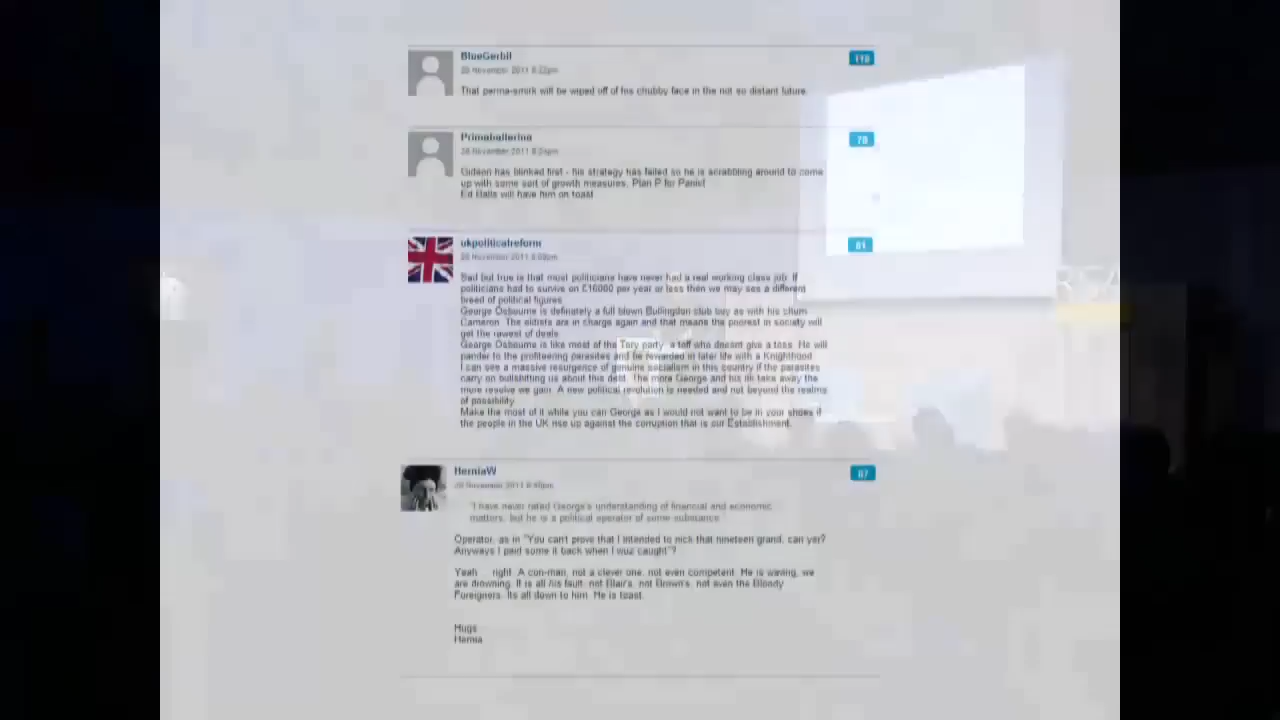 BlueGerbil
28 November 2011 8:22pm
118
That perma-smirk will be wiped off of his chubby face in the not so distant future.
Primaballerina
28 November 2011 8:24pm
78
Gideon has blinked first - his strategy has failed so he is scrabbling around to come
up with some sort of growth measures. Plan P for Panic!
Ed Balls will have him on toast
ukpoliticalreform
81
Sad but true is that most politicians have never had a real working class job. If
politicians had to survive on £16000 per year or less then we may see a different
breed of political figures
George Osbourne is definately a full blown Bullingdon club boy as with his chum
Cameron. The elitists are in charge again and that means the poorest in society will
get the rawest of deals.
George Osbourne is like most of the Tory party, a toff who doesnt give a toss. He will
pander to the profiteering parasites and be rewarded in later life with a Knighthood
I can see a massive resurgence of genuine socialism in this country if the parasites
carry on bullshitting us about this debt. The more George and his ilk take away the
more resolve we gain. A new political revolution is needed and not beyond the realms
of possibility.
Make the most of it while you can George as I would not want to be in your shoes if
the people in the UK rise up against the corruption that is our Establishment.
HerniaW
87
"I have never rated George's understanding of financial and economic
matters, but he is a political operator of some substance.
Operator, as in "You can't prove that I intended to nick that nineteen grand, can yer?
Anyways I paid some it back when I wuz caught"?
Yeah right. A con-man, not a clever one, not even competent. He is waving, we
are drowning. It is all his fault, not Blair's, not Brown's, not even the Bloody
Foreigners. Its all down to him. He is toast.
Hugs
Hernia